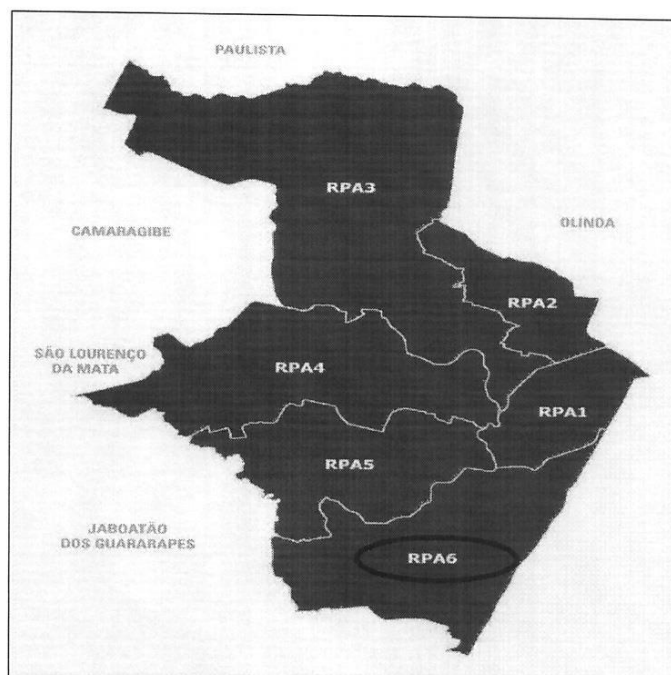 PAULISTA
RPA3
CAMARAGIBE
OLINDA
RPA2
SÃO LOURENÇO
DA MATA
RPA4
RPA1
RPA5
JABOATÃO
DOS GUARARAPES
RPA6